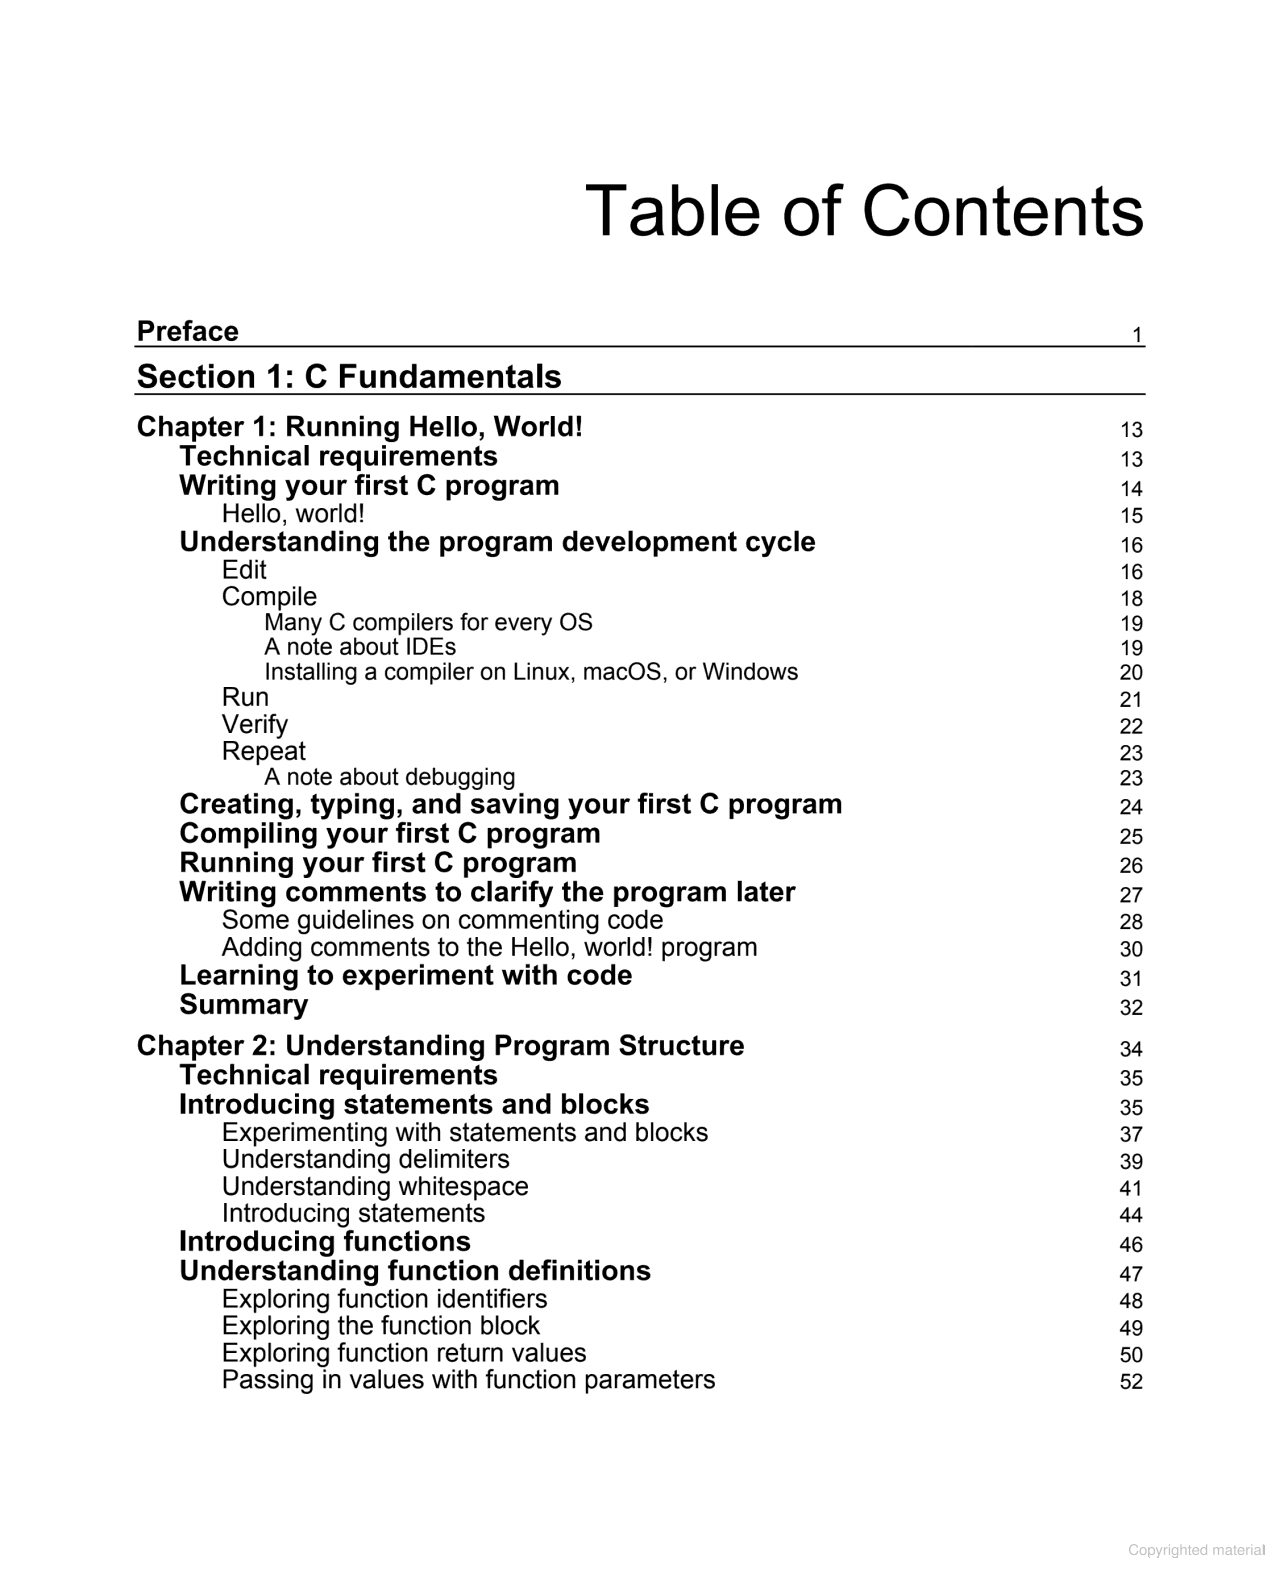 Table of Contents
Preface 1
Section 1: C Fundamentals
Chapter 1: Running Hello, World! 13
Technical requirements 13
Writing your first C program 14
Hello, world! 15
Understanding the program development cycle 16
Edit 16
Compile 18
Many C compilers for every OS 19
A note about IDEs 19
Installing a compiler on Linux, macOS, or Windows 20
Run 21
Verify 22
Repeat 23
A note about debugging 23
Creating, typing, and saving your first C program 24
Compiling your first C program 25
Running your first C program 26
Writing comments to clarify the program later 27
Some guidelines on commenting code 28
Adding comments to the Hello, world! program 30
Learning to experiment with code 31
Summary 32
Chapter 2: Understanding Program Structure 34
Technical requirements 35
Introducing statements and blocks 35
Experimenting with statements and blocks 37
Understanding delimiters 39
Understanding whitespace 41
Introducing statements 44
Introducing functions 46
Understanding function definitions 47
Exploring function identifiers 48
Exploring the function block 49
Exploring function return values 50
Passing in values with function parameters 52
Copyrighted material